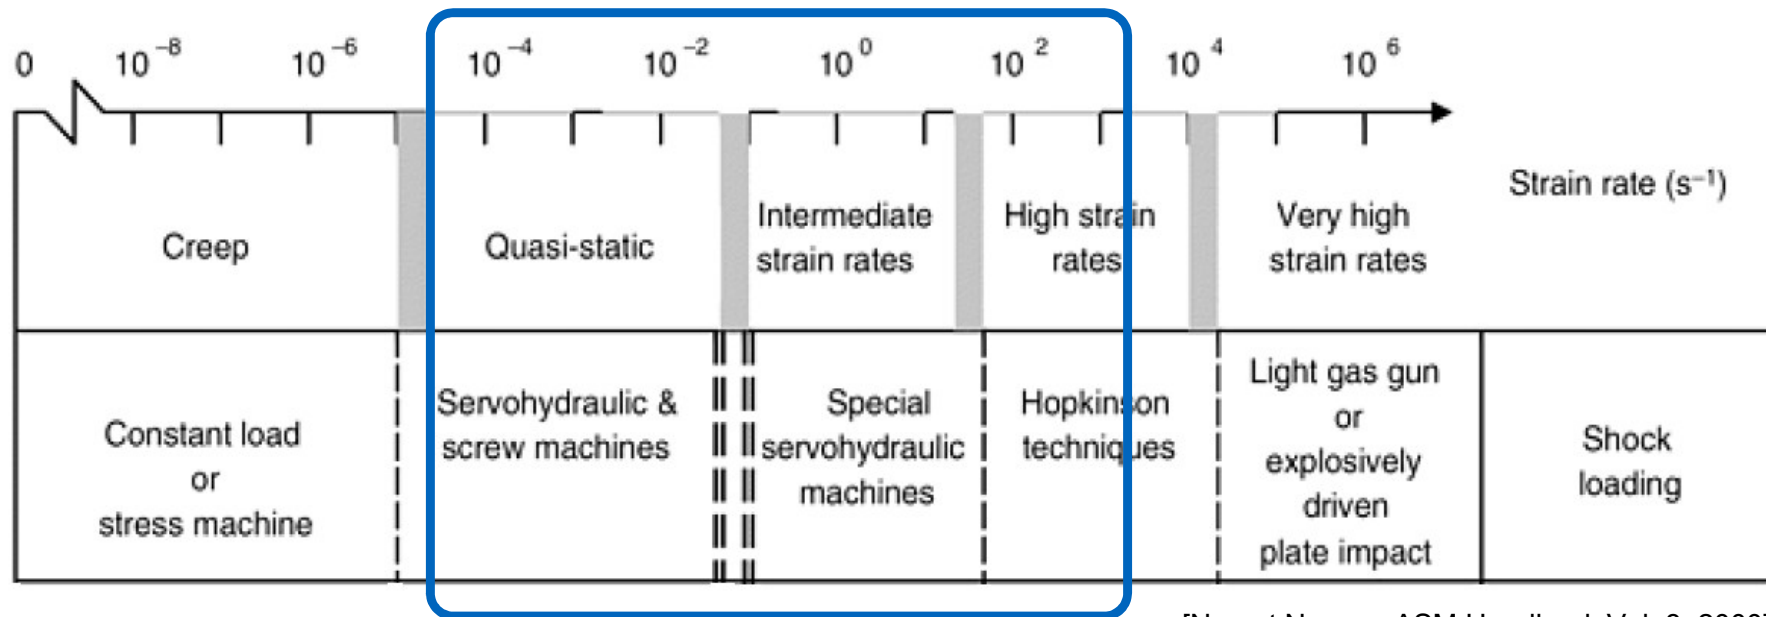 0 10⁻⁸ 10⁻⁶ 10⁻⁴ 10⁻² 10⁰ 10² 10⁴ 10⁶
Strain rate (s⁻¹)
Creep
Quasi-static
Intermediate
strain rates
High strain
rates
Very high
strain rates
Constant load
or
stress machine
Servohydraulic &
screw machines
Special
servohydraulic
machines
Hopkinson
techniques
Light gas gun
or
explosively
driven
plate impact
Shock
loading